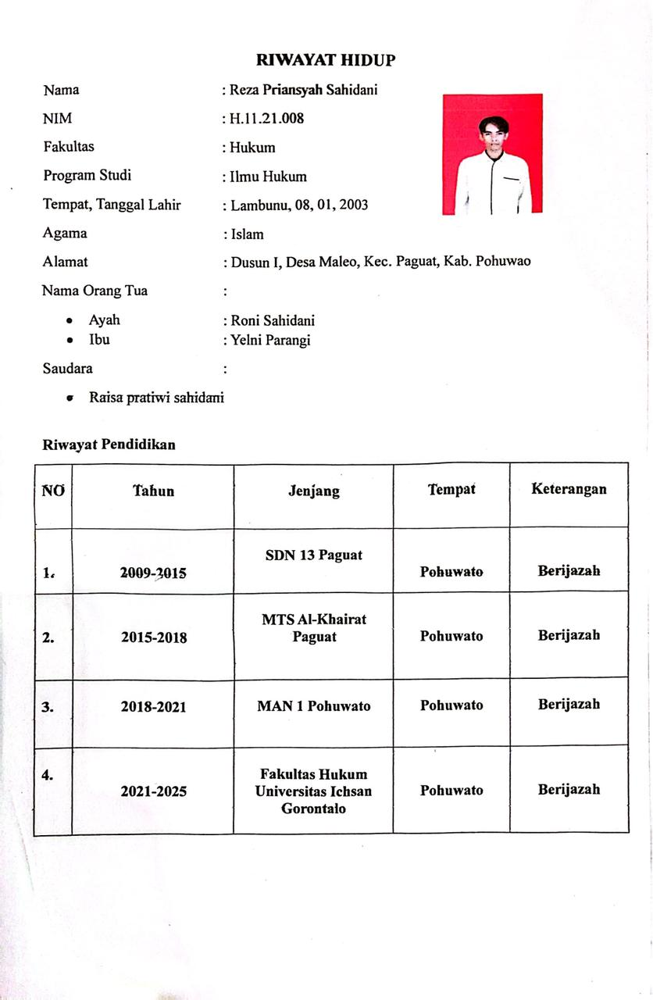 RIWAYAT HIDUP
Nama : Reza Priansyah Sahidani
NIM : H.11.21.008
Fakultas : Hukum
Program Studi : Ilmu Hukum
Tempat, Tanggal Lahir : Lambunu, 08, 01, 2003
Agama : Islam
Alamat : Dusun I, Desa Maleo, Kec. Paguat, Kab. Pohuwao
Nama Orang Tua :
• Ayah : Roni Sahidani
• Ibu : Yelni Parangi
Saudara :
• Raisa pratiwi sahidani
Riwayat Pendidikan
NO Tahun Jenjang Tempat Keterangan
1. 2009-2015 SDN 13 Paguat Pohuwato Berijazah
2. 2015-2018 MTS Al-Khairat Paguat Pohuwato Berijazah
3. 2018-2021 MAN 1 Pohuwato Pohuwato Berijazah
4. 2021-2025 Fakultas Hukum Universitas Ichsan Gorontalo Pohuwato Berijazah